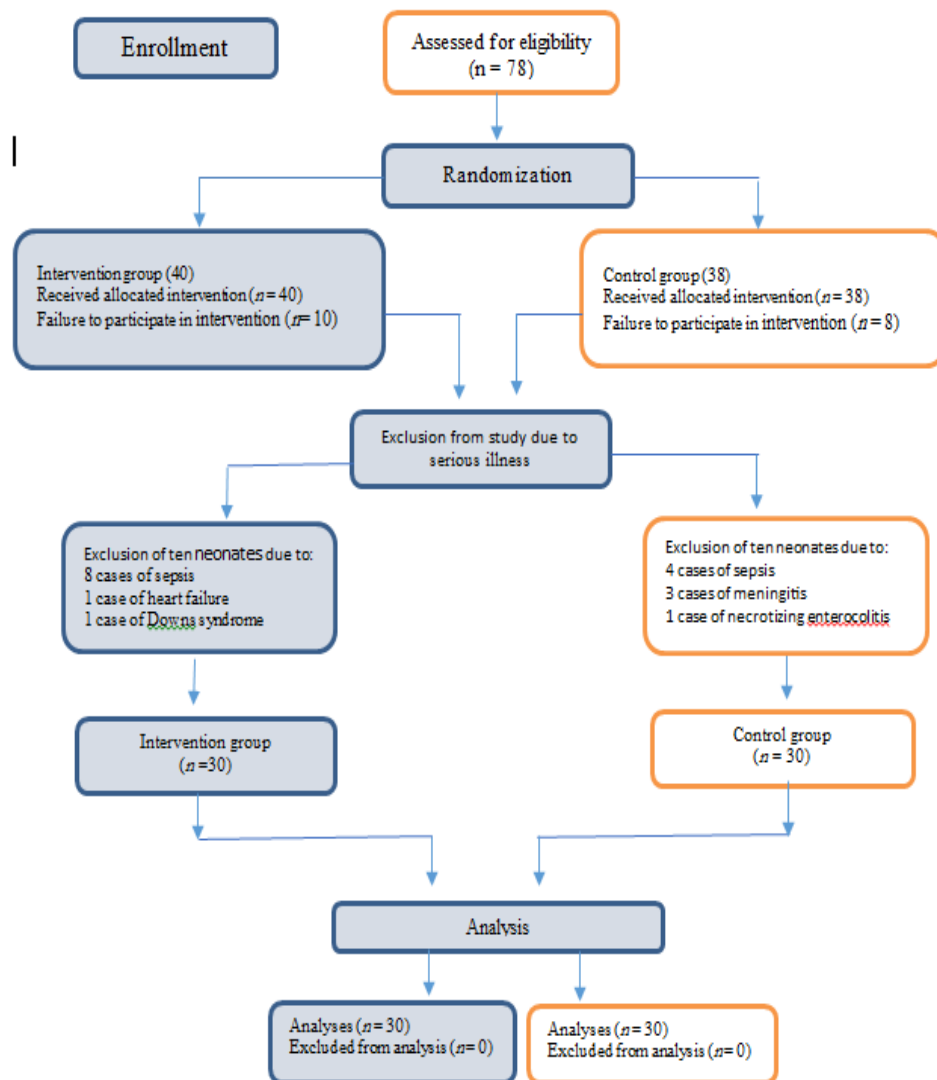 Enrollment
Assessed for eligibility
(n = 78)
Randomization
Intervention group (40)
Received allocated intervention (n = 40)
Failure to participate in intervention (n= 10)
Control group (38)
Received allocated intervention (n = 38)
Failure to participate in intervention (n = 8)
Exclusion from study due to
serious illness
Exclusion of ten neonates due to:
8 cases of sepsis
1 case of heart failure
1 case of Downs syndrome
Exclusion of ten neonates due to:
4 cases of sepsis
3 cases of meningitis
1 case of necrotizing enterocolitis
Intervention group
(n =30)
Control group
(n = 30)
Analysis
Analyses (n = 30)
Excluded from analysis (n= 0)
Analyses (n = 30)
Excluded from analysis (n= 0)